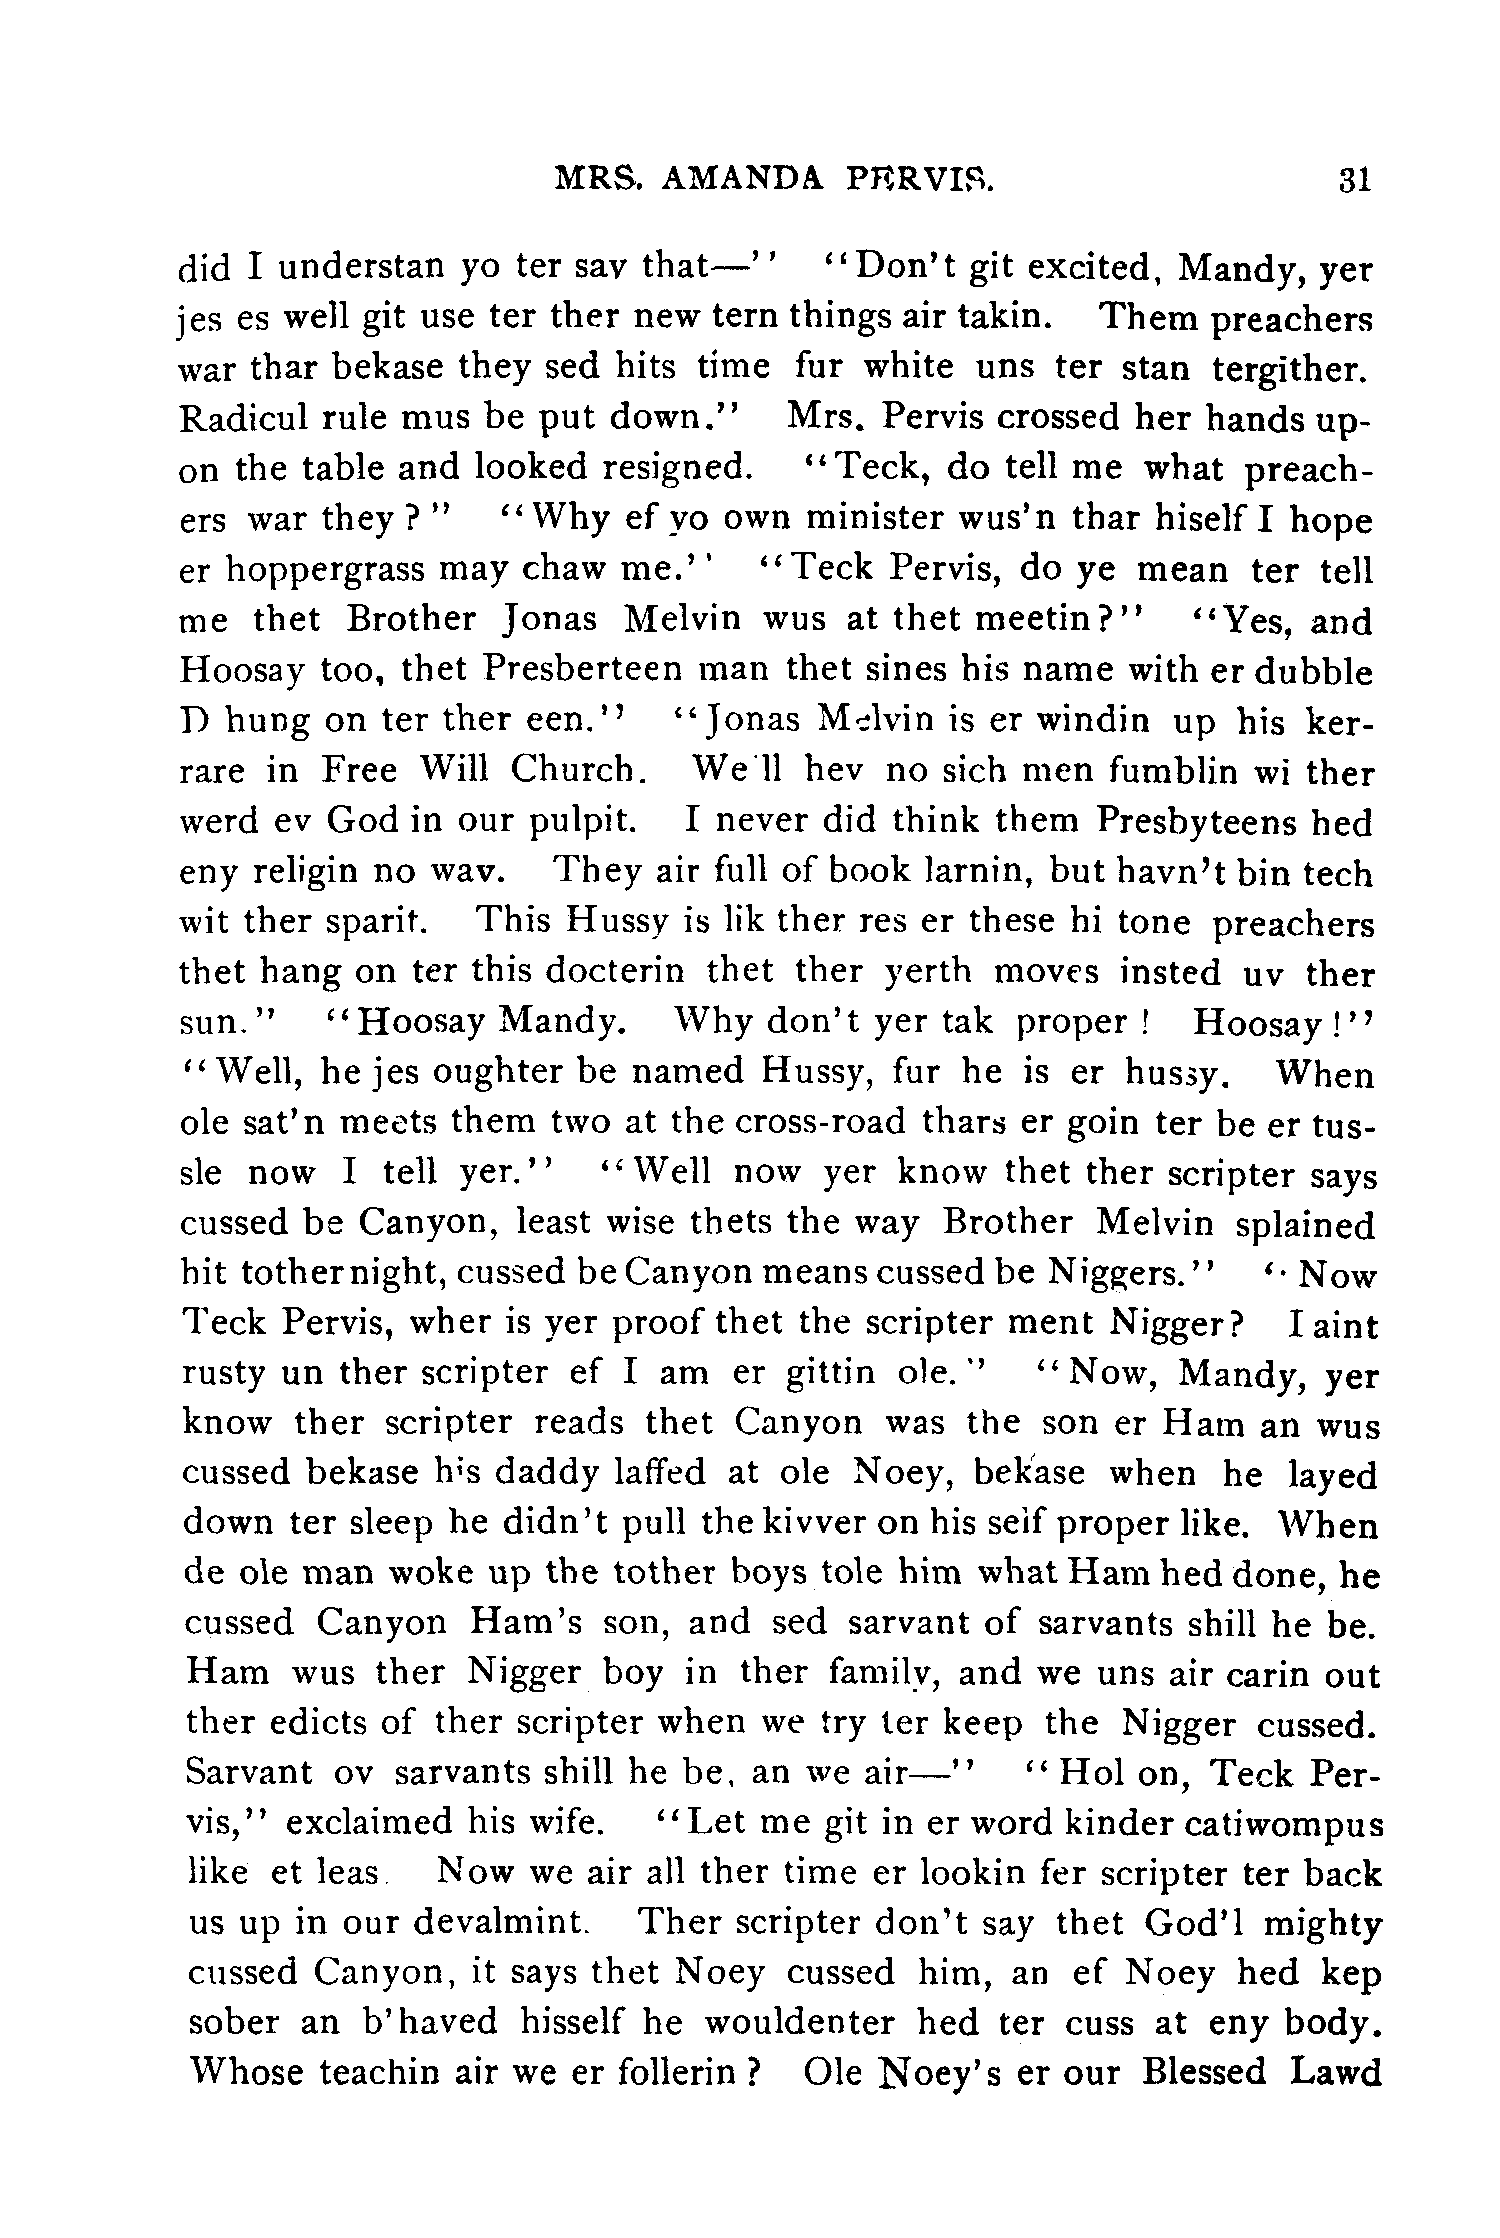 MRS. AMANDA PERVIS. 31
did I understan yo ter say that—" "Don't git excited, Mandy, yer
jes es well git use ter ther new tern things air takin. Them preachers
war thar bekase they sed hits time fur white uns ter stan tergither.
Radicul rule mus be put down." Mrs. Pervis crossed her hands up-
on the table and looked resigned. "Teck, do tell me what preach-
ers war they?" "Why ef yo own minister wus'n thar hiself I hope
er hoppergrass may chaw me." "Teck Pervis, do ye mean ter tell
me thet Brother Jonas Melvin wus at thet meetin?" "Yes, and
Hoosay too, thet Presberteen man thet sines his name with er dubble
D hung on ter ther een." "Jonas Melvin is er windin up his ker-
rare in Free Will Church. We'll hev no sich men fumblin wi ther
werd ev God in our pulpit. I never did think them Presbyteens hed
eny religin no way. They air full of book larnin, but havn't bin tech
wit ther sparit. This Hussy is lik ther res er these hi tone preachers
thet hang on ter this docterin thet ther yerth moves insted uv ther
sun." "Hoosay Mandy. Why don't yer tak proper! Hoosay!"
"Well, he jes oughter be named Hussy, fur he is er hussy. When
ole sat'n meets them two at the cross-road thars er goin ter be er tus-
sle now I tell yer." "Well now yer know thet ther scripter says
cussed be Canyon, least wise thets the way Brother Melvin splained
hit tother night, cussed be Canyon means cussed be Niggers." "Now
Teck Pervis, wher is yer proof thet the scripter ment Nigger? I aint
rusty un ther scripter ef I am er gittin ole." "Now, Mandy, yer
know ther scripter reads thet Canyon was the son er Ham an wus
cussed bekase his daddy laffed at ole Noey, bekase when he layed
down ter sleep he didn't pull the kivver on his self proper like. When
de ole man woke up the tother boys tole him what Ham hed done, he
cussed Canyon Ham's son, and sed sarvant of sarvants shill he be.
Ham wus ther Nigger boy in ther family, and we uns air carin out
ther edicts of ther scripter when we try ter keep the Nigger cussed.
Sarvant ov sarvants shill he be, an we air—" "Hol on, Teck Per-
vis," exclaimed his wife. "Let me git in er word kinder catiwompus
like et leas. Now we air all ther time er lookin fer scripter ter back
us up in our devalmint. Ther scripter don't say thet God'l mighty
cussed Canyon, it says thet Noey cussed him, an ef Noey hed kep
sober an b'haved hisself he wouldenter hed ter cuss at eny body.
Whose teachin air we er follerin? Ole Noey's er our Blessed Lawd